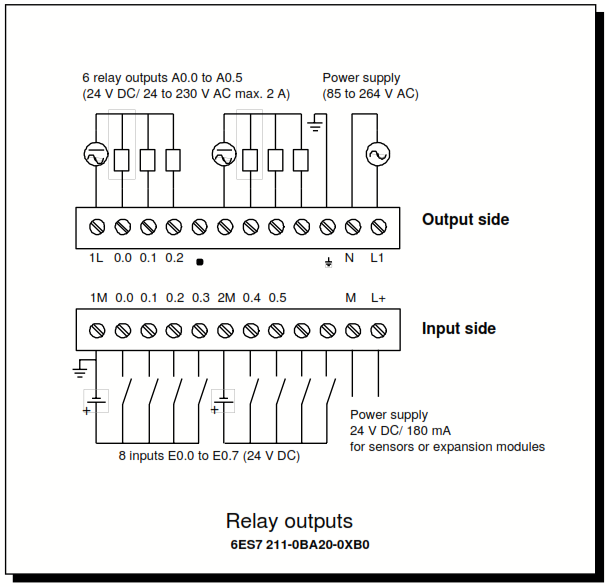 6 relay outputs A0.0 to A0.5
(24 V DC/ 24 to 230 V AC max. 2 A)
Power supply
(85 to 264 V AC)
Output side
1L 0.0 0.1 0.2 N L1
1M 0.0 0.1 0.2 0.3 2M 0.4 0.5 M L+
Input side
+ +
Power supply
24 V DC/ 180 mA
for sensors or expansion modules
8 inputs E0.0 to E0.7 (24 V DC)
Relay outputs
6ES7 211-0BA20-0XB0